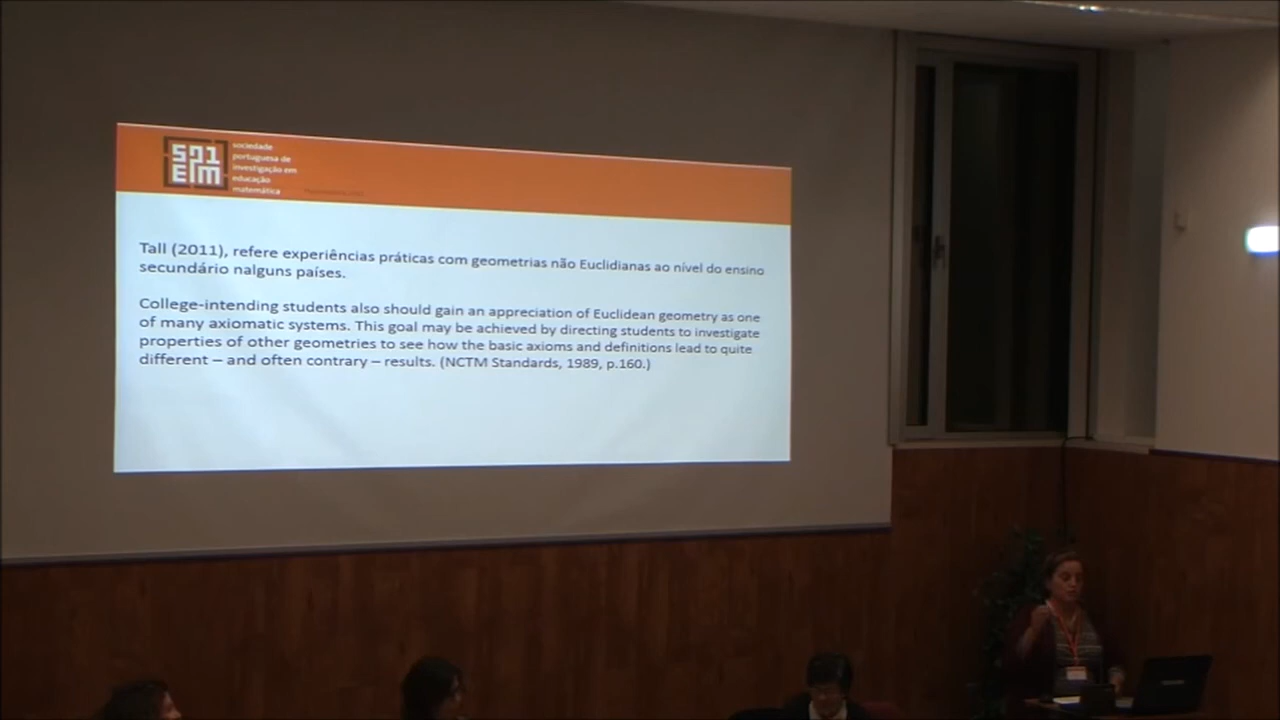 sociedade
portuguesa de
investigação em
educação
matemática
SPI
EM
Tall (2011), refere experiências práticas com geometrias não Euclidianas ao nível do ensino
secundário nalguns países.
College-intending students also should gain an appreciation of Euclidean geometry as one
of many axiomatic systems. This goal may be achieved by directing students to investigate
properties of other geometries to see how the basic axioms and definitions lead to quite
different – and often contrary – results. (NCTM Standards, 1989, p.160.)